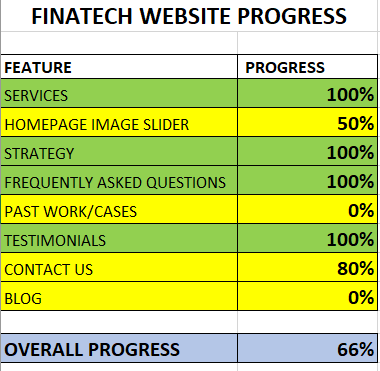 FINATECH WEBSITE PROGRESS
FEATURE PROGRESS
SERVICES 100%
HOMEPAGE IMAGE SLIDER 50%
STRATEGY 100%
FREQUENTLY ASKED QUESTIONS 100%
PAST WORK/CASES 0%
TESTIMONIALS 100%
CONTACT US 80%
BLOG 0%
OVERALL PROGRESS 66%